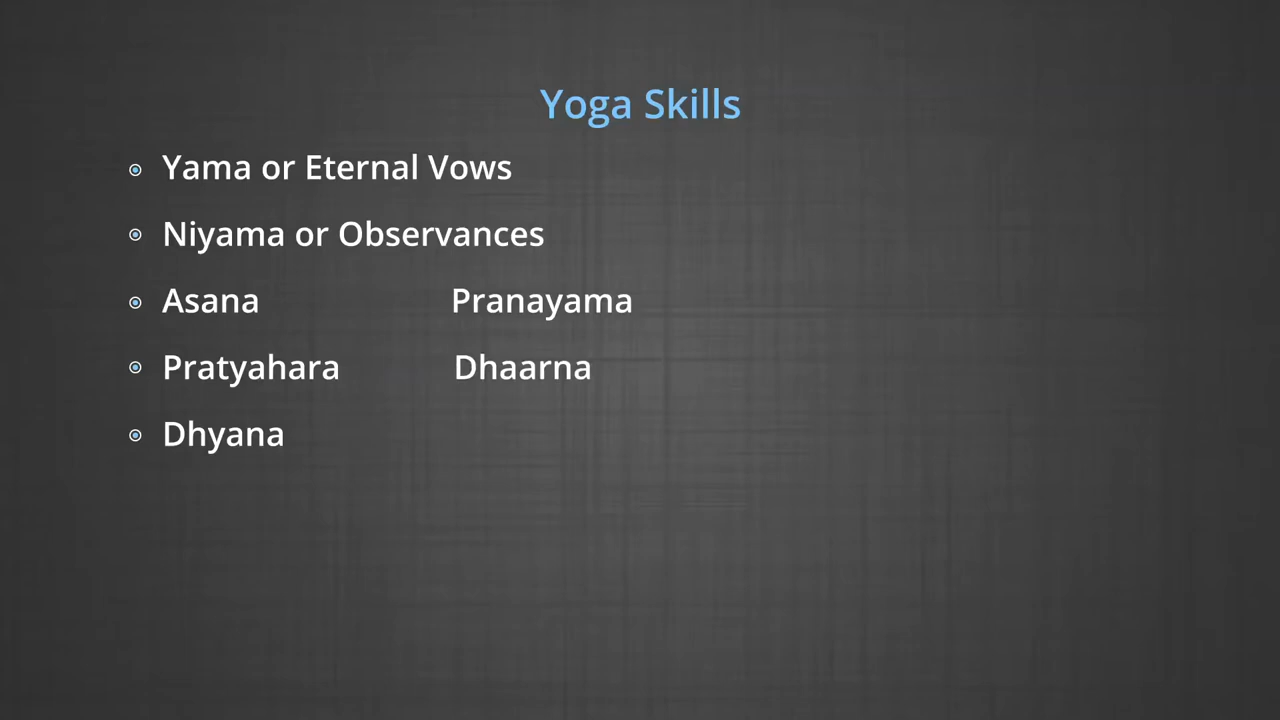 Yoga Skills
Yama or Eternal Vows
Niyama or Observances
Asana Pranayama
Pratyahara Dhaarna
Dhyana